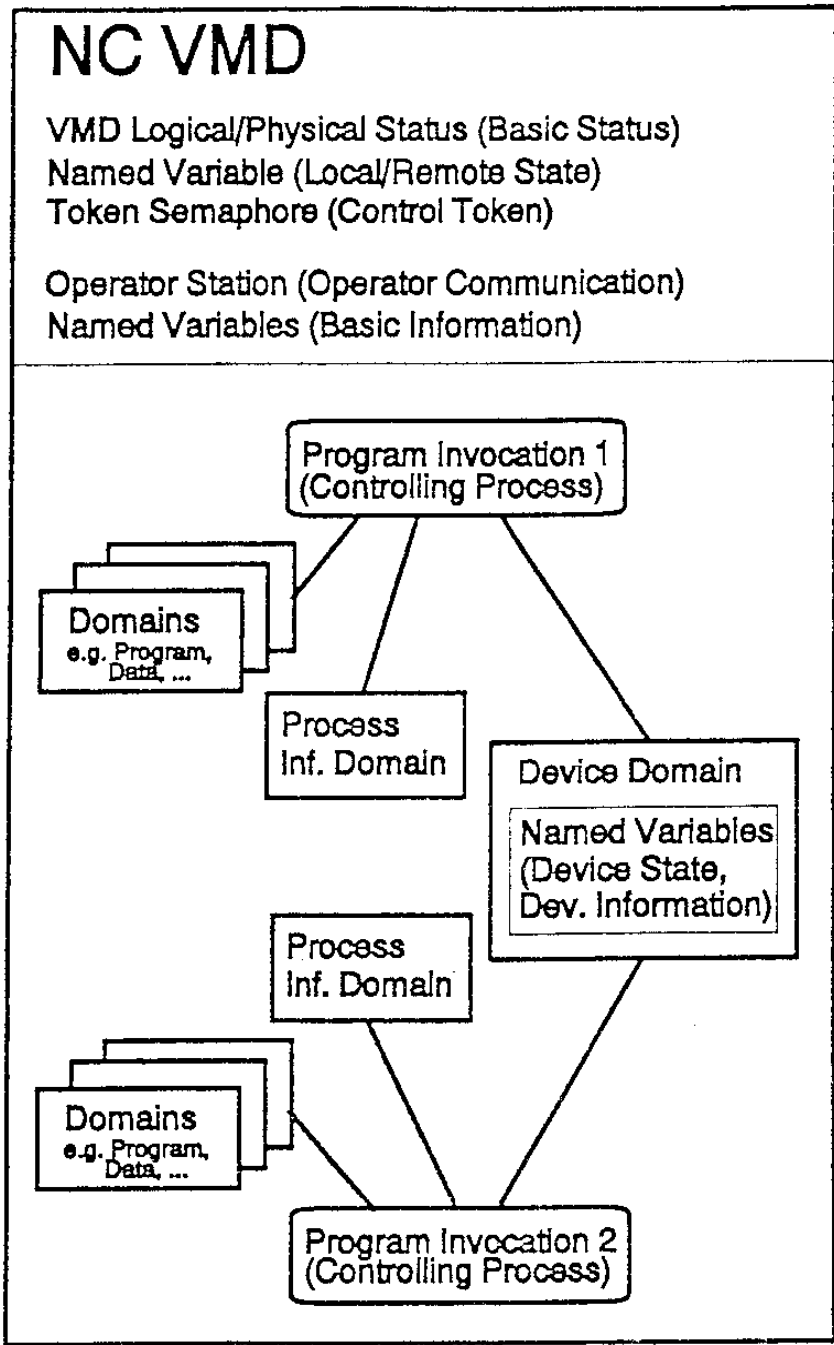 NC VMD
VMD Logical/Physical Status (Basic Status)
Named Variable (Local/Remote State)
Token Semaphore (Control Token)
Operator Station (Operator Communication)
Named Variables (Basic Information)
Program Invocation 1
(Controlling Process)
Domains
e.g. Program,
Data, ...
Process
Inf. Domain
Device Domain
Named Variables
(Device State,
Dev. Information)
Process
Inf. Domain
Domains
e.g. Program,
Data, ...
Program Invocation 2
(Controlling Process)